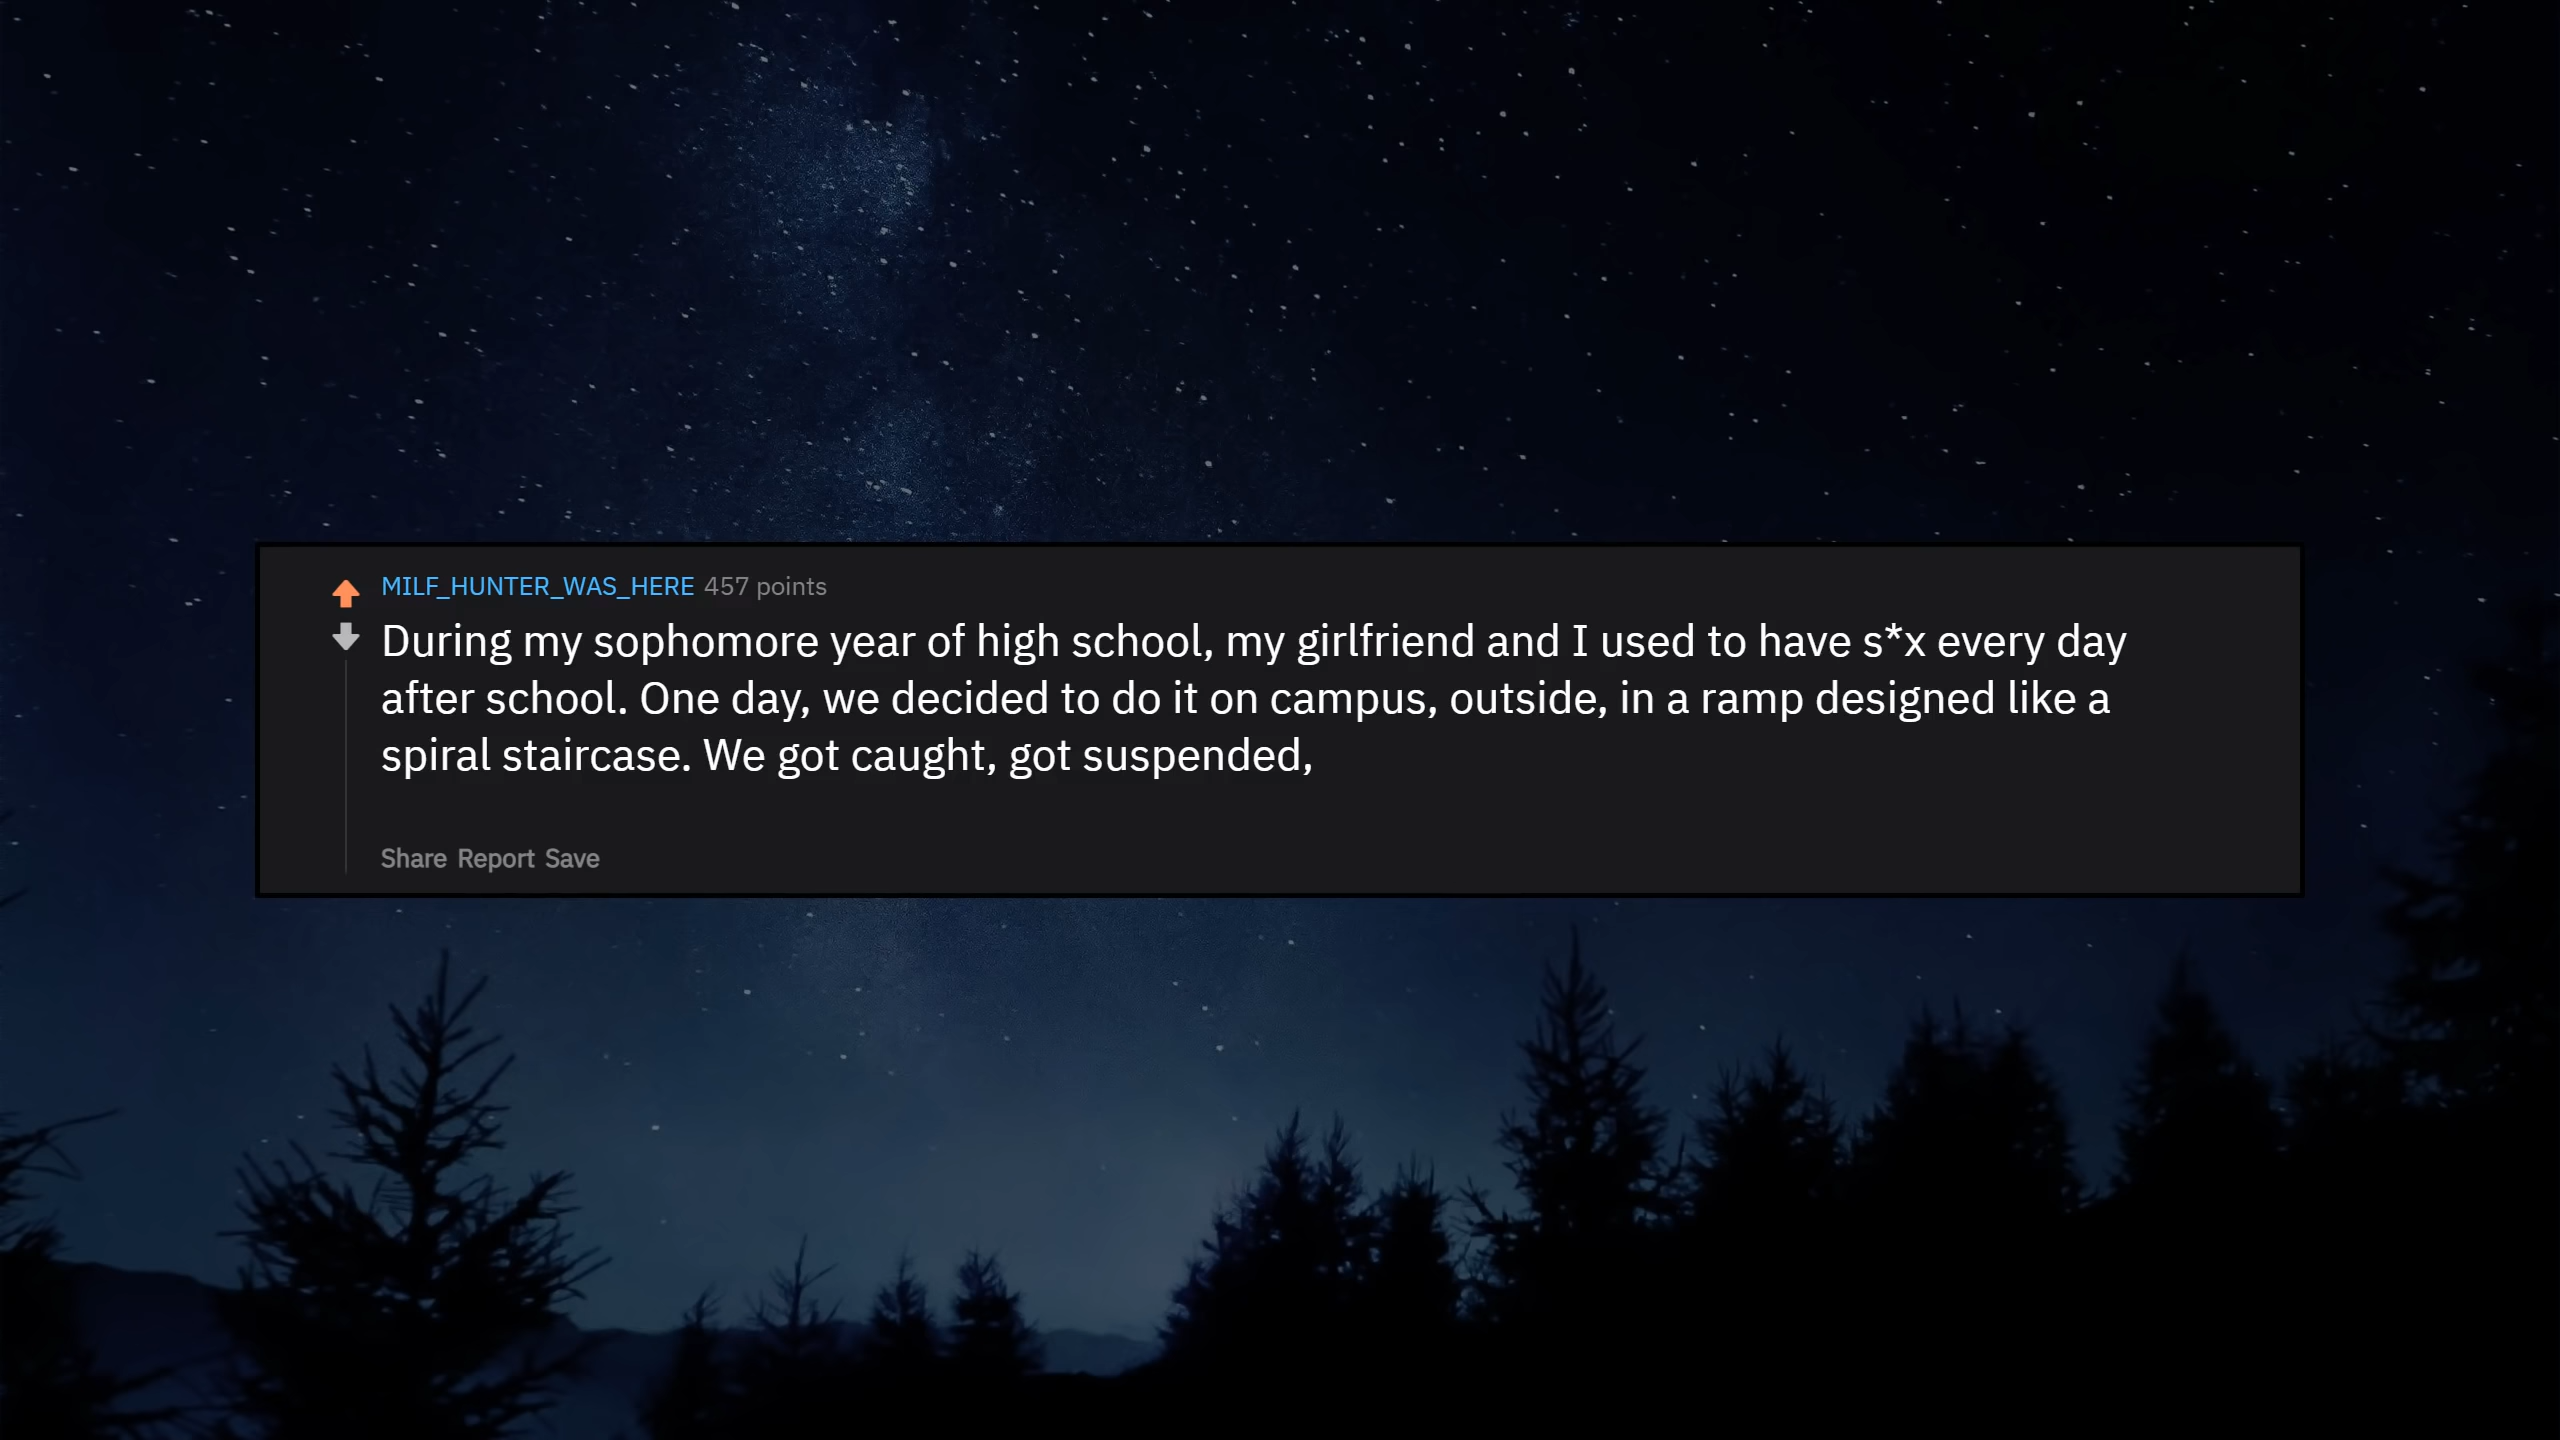 MILF_HUNTER_WAS_HERE 457 points
During my sophomore year of high school, my girlfriend and I used to have s*x every day
after school. One day, we decided to do it on campus, outside, in a ramp designed like a
spiral staircase. We got caught, got suspended,
Share Report Save